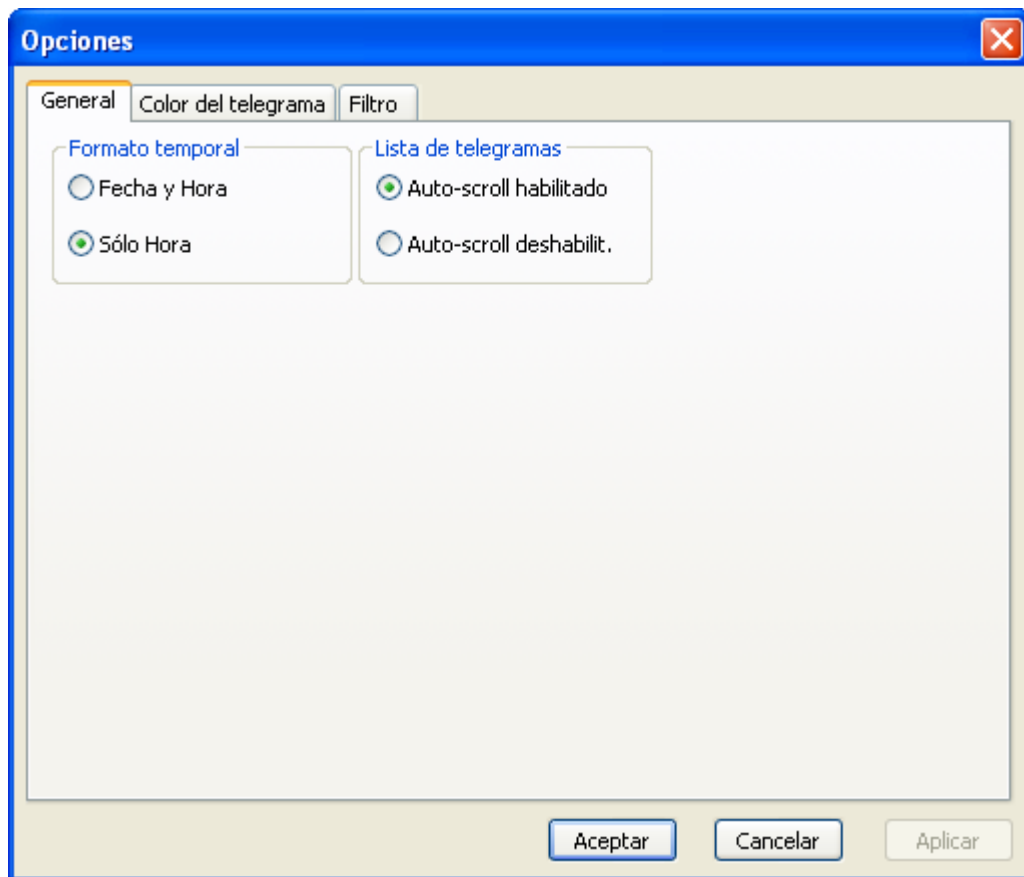 Opciones
General Color del telegrama Filtro
Formato temporal Lista de telegramas
Fecha y Hora Auto-scroll habilitado
Sólo Hora Auto-scroll deshabilit.
Aceptar Cancelar Aplicar